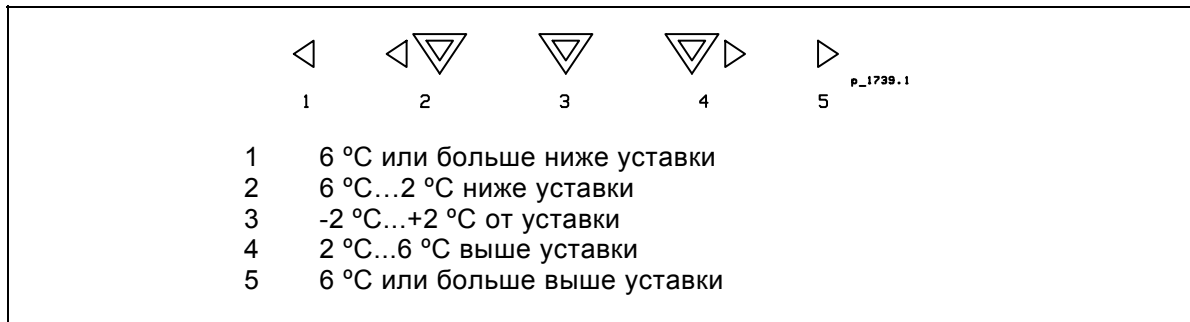 p_1739.1
1 2 3 4 5
1 6 ºC или больше ниже уставки
2 6 ºC...2 ºC ниже уставки
3 -2 ºC...+2 ºC от уставки
4 2 ºC...6 ºC выше уставки
5 6 ºC или больше выше уставки